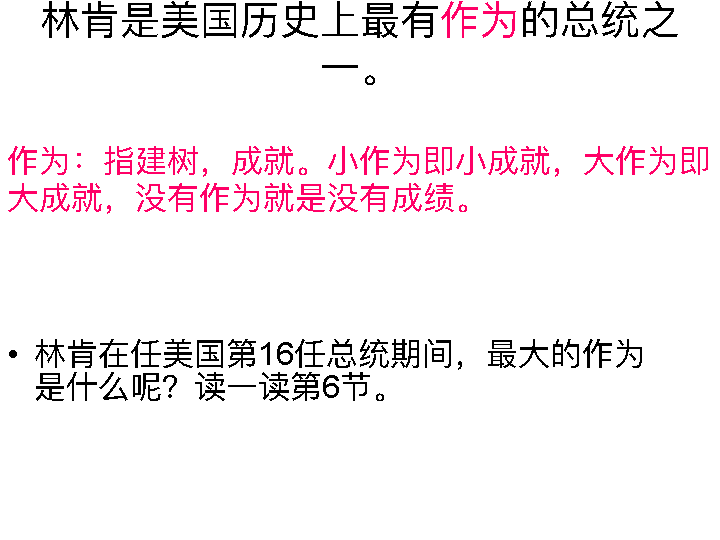 林肯是美国历史上最有作为的总统之
一。
作为：指建树，成就。小作为即小成就，大作为即
大成就，没有作为就是没有成绩。
• 林肯在任美国第16任总统期间，最大的作为
是什么呢？读一读第6节。